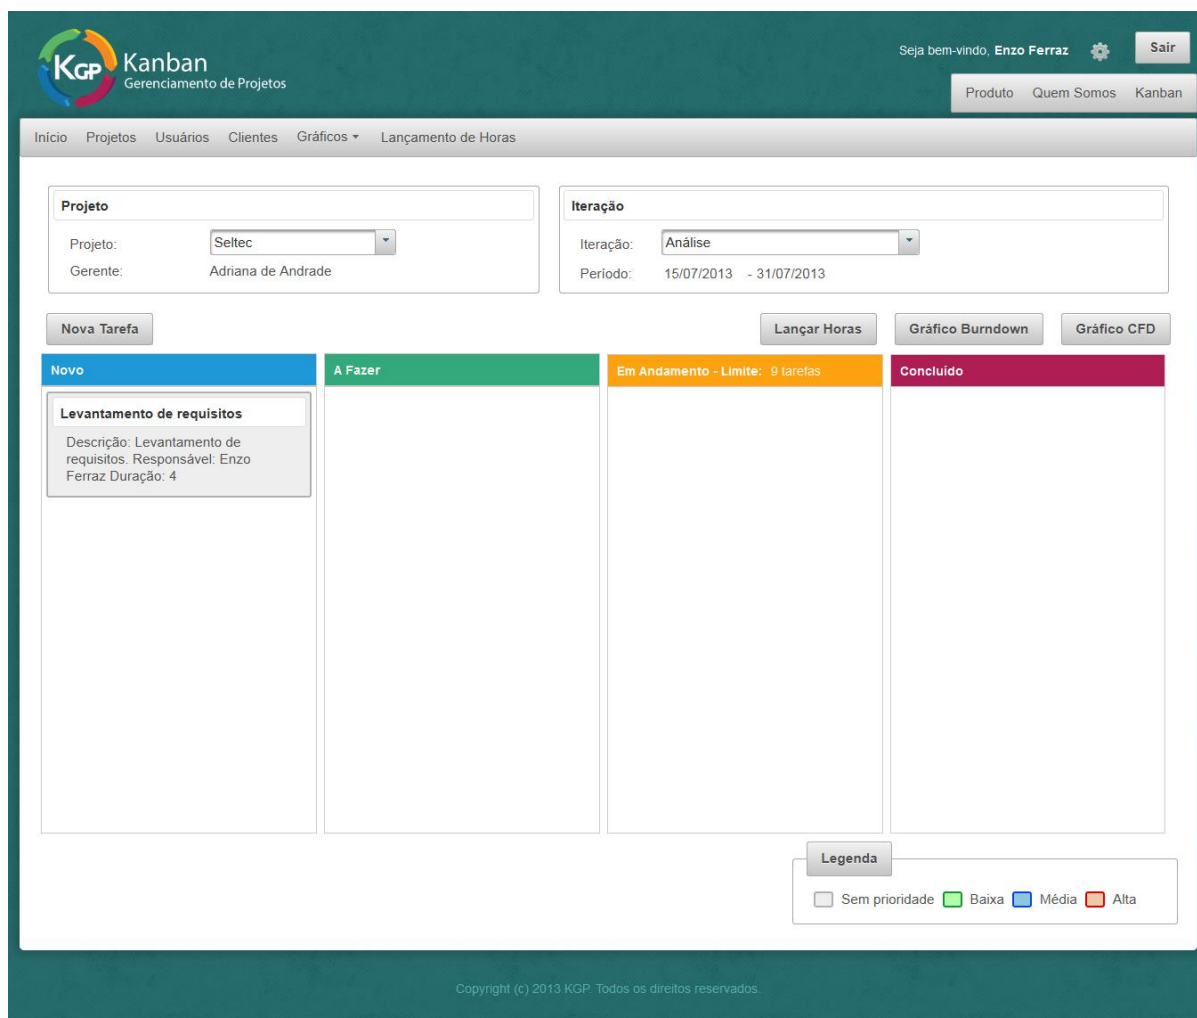 KGP
Kanban
Gerenciamento de Projetos
Seja bem-vindo, Enzo Ferraz
Sair
Produto Quem Somos Kanban
Início Projetos Usuários Clientes Gráficos Lançamento de Horas
Projeto
Projeto: Seltec
Gerente: Adriana de Andrade
Iteração
Iteração: Análise
Período: 15/07/2013 - 31/07/2013
Nova Tarefa
Lançar Horas
Gráfico Burndown
Gráfico CFD
Novo
A Fazer
Em Andamento - Limite: 9 tarefas
Concluído
Levantamento de requisitos
Descrição: Levantamento de
requisitos. Responsável: Enzo
Ferraz Duração: 4
Legenda
Sem prioridade Baixa Média Alta
Copyright (c) 2013 KGP. Todos os direitos reservados.